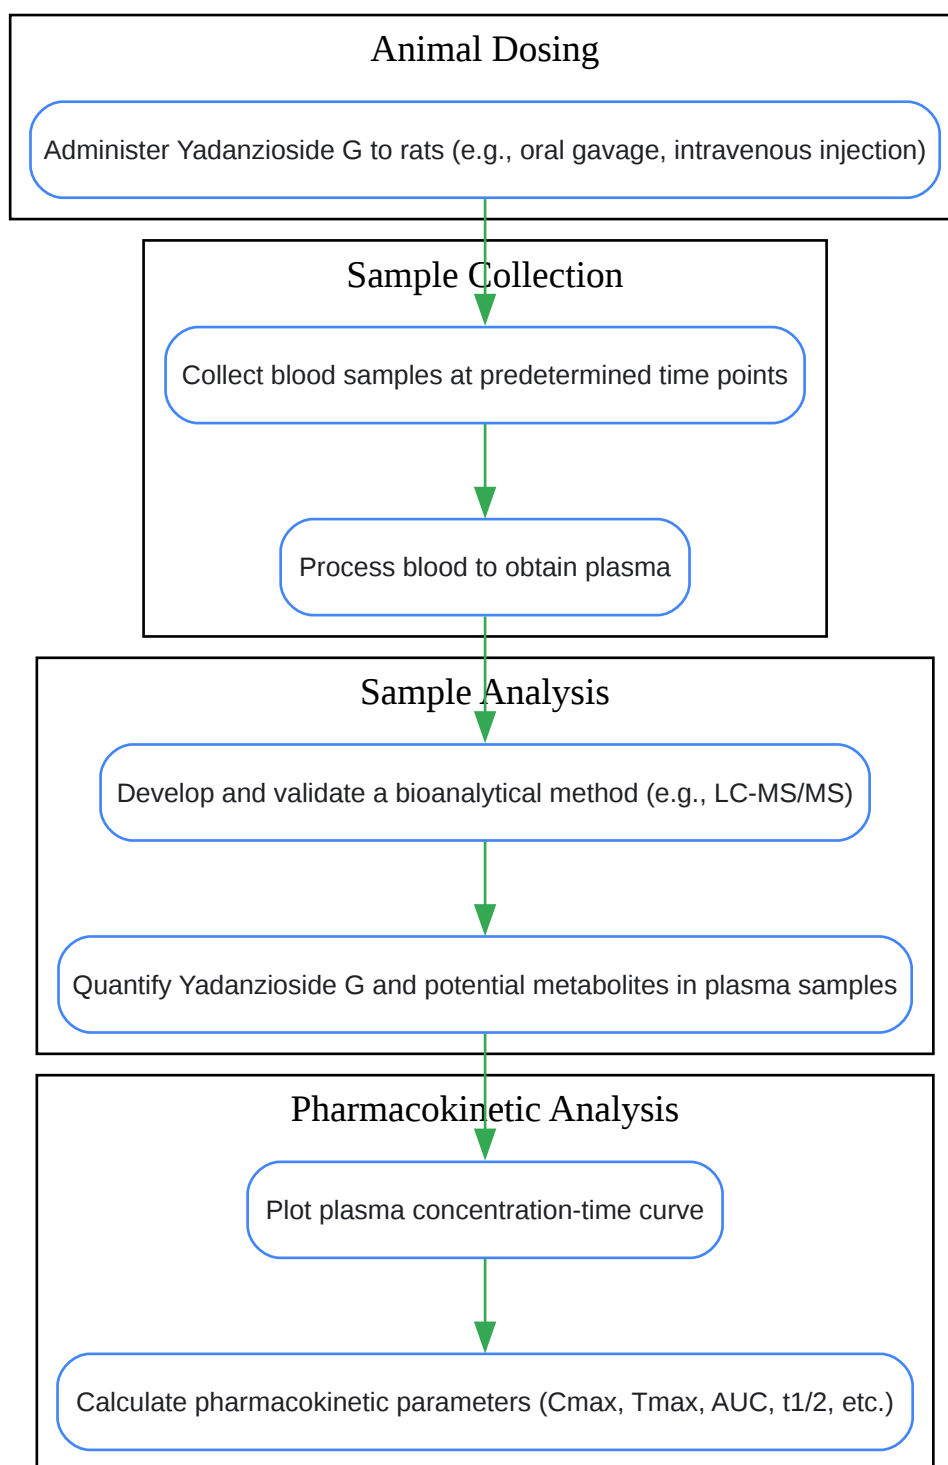 Animal Dosing
Administer Yadanzioside G to rats (e.g., oral gavage, intravenous injection)
Sample Collection
Collect blood samples at predetermined time points
Process blood to obtain plasma
Sample Analysis
Develop and validate a bioanalytical method (e.g., LC-MS/MS)
Quantify Yadanzioside G and potential metabolites in plasma samples
Pharmacokinetic Analysis
Plot plasma concentration-time curve
Calculate pharmacokinetic parameters (Cmax, Tmax, AUC, t1/2, etc.)